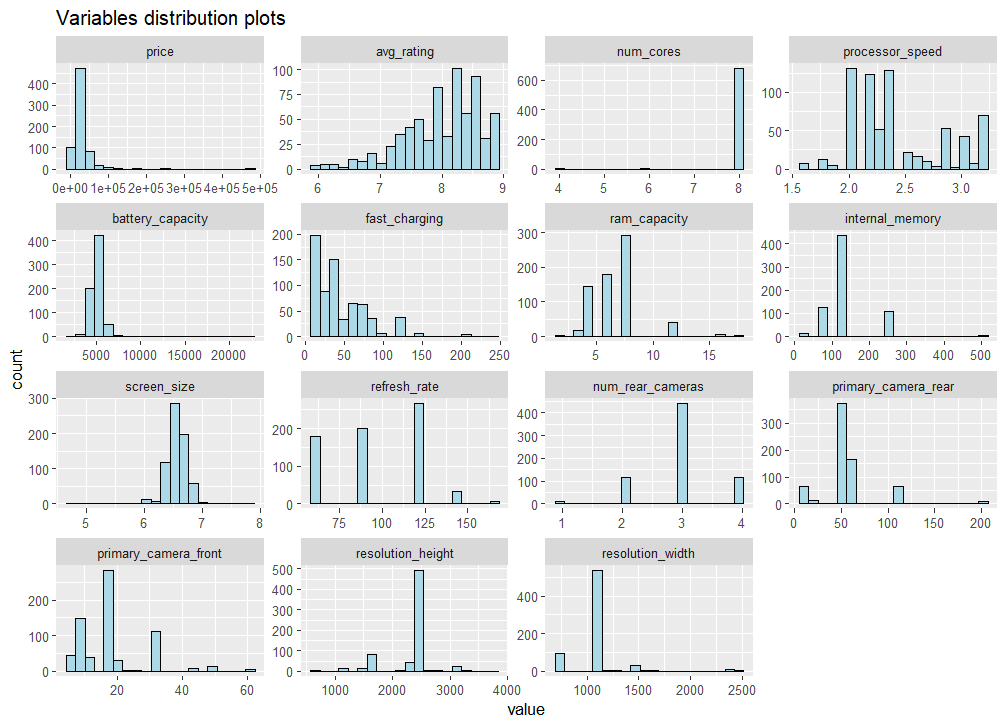 Variables distribution plots
price avg_rating num_cores processor_speed
400 300 200 100 0
100 75 50 25 0
600 400 200 0
100 50 0
0e+00 1e+05 2e+05 3e+05 4e+05 5e+05
6 7 8 9
4 5 6 7 8
1.5 2.0 2.5 3.0
battery_capacity fast_charging ram_capacity internal_memory
400 300 200 100 0
200 150 100 50 0
300 200 100 0
400 300 200 100 0
5000 10000 15000 20000
0 50 100 150 200 250
5 10 15
0 100 200 300 400 500
screen_size refresh_rate num_rear_cameras primary_camera_rear
300 200 100 0
200 100 0
400 300 200 100 0
300 200 100 0
5 6 7 8
75 100 125 150
1 2 3 4
0 50 100 150 200
primary_camera_front resolution_height resolution_width
200 100 0
500 400 300 200 100 0
400 200 0
20 40 60
1000 2000 3000 4000
1000 1500 2000 2500
count
value